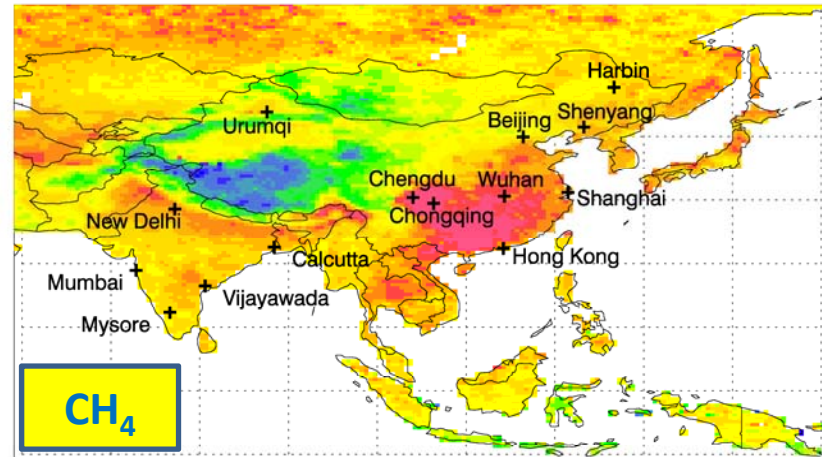 Harbin
Urumqi
Beijing
Shenyang
Chengdu
Wuhan
Shanghai
Chongqing
New Delhi
Hong Kong
Calcutta
Mumbai
Vijayawada
Mysore
CH₄